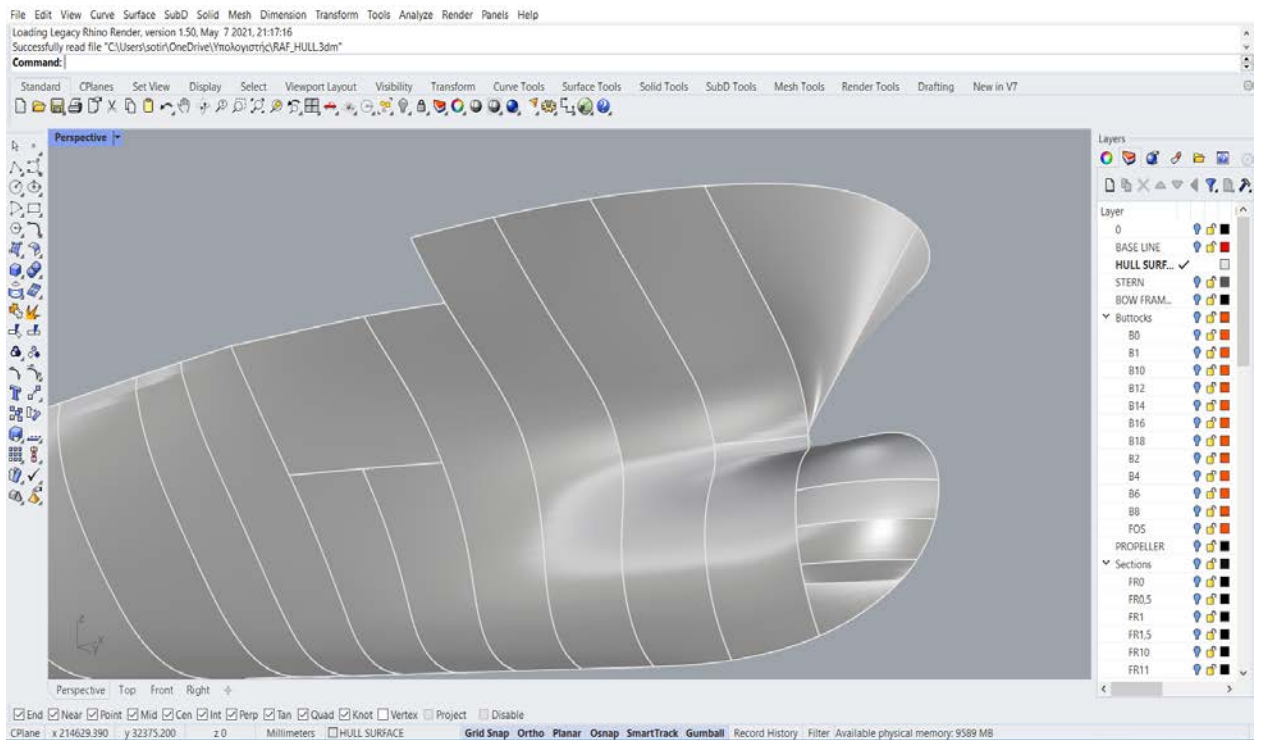 File Edit View Curve Surface SubD Solid Mesh Dimension Transform Tools Analyze Render Panels Help
Loading Legacy Rhino Render, version 1.50, May 7 2021, 21:17:16
Successfully read file "C:\Users\sotir\OneDrive\Υπολογιστής\RAF_HULL.3dm"
Command:
Standard CPlanes Set View Display Select Viewport Layout Visibility Transform Curve Tools Surface Tools Solid Tools SubD Tools Mesh Tools Render Tools Drafting New in V7
Perspective
Layers
Layer
0
BASE LINE
HULL SURF...
STERN
BOW FRAM...
Buttocks
B0
B1
B10
B12
B14
B16
B18
B2
B4
B6
B8
FOS
PROPELLER
Sections
FR0
FR0,5
FR1
FR1,5
FR10
FR11
z
x
y
Perspective Top Front Right
End Near Point Mid Cen Int Perp Tan Quad Knot Vertex Project Disable
CPlane x 214629.390 y 32375.200 z 0 Millimeters HULL SURFACE Grid Snap Ortho Planar Osnap SmartTrack Gumball Record History Filter Available physical memory: 9589 MB